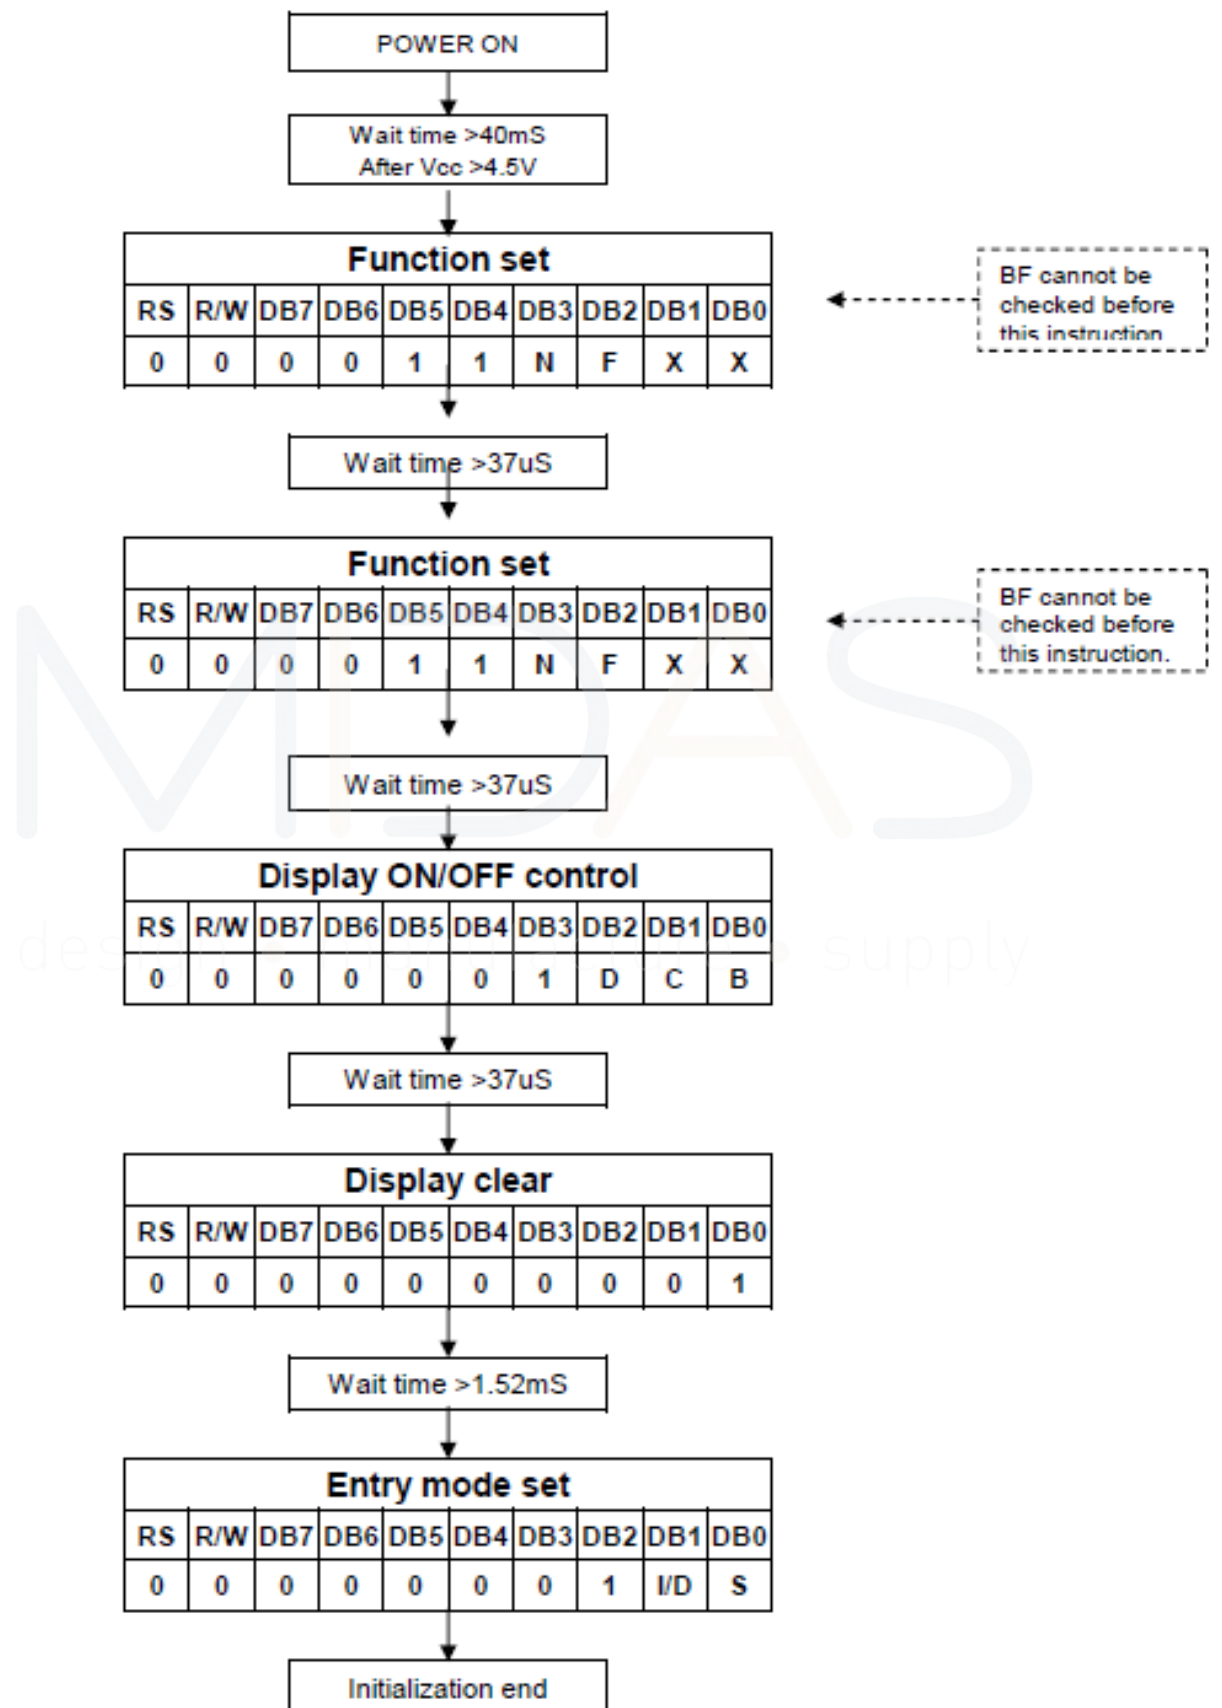 POWER ON
Wait time >40mS
After Vcc >4.5V
Function set
RS R/W DB7 DB6 DB5 DB4 DB3 DB2 DB1 DB0
0 0 0 0 1 1 N F X X
BF cannot be
checked before
this instruction
Wait time >37uS
Function set
RS R/W DB7 DB6 DB5 DB4 DB3 DB2 DB1 DB0
0 0 0 0 1 1 N F X X
BF cannot be
checked before
this instruction.
MIDAS
Wait time >37uS
Display ON/OFF control
RS R/W DB7 DB6 DB5 DB4 DB3 DB2 DB1 DB0
design • manufacture • supply
0 0 0 0 0 0 1 D C B
Wait time >37uS
Display clear
RS R/W DB7 DB6 DB5 DB4 DB3 DB2 DB1 DB0
0 0 0 0 0 0 0 0 0 1
Wait time >1.52mS
Entry mode set
RS R/W DB7 DB6 DB5 DB4 DB3 DB2 DB1 DB0
0 0 0 0 0 0 0 1 I/D S
Initialization end